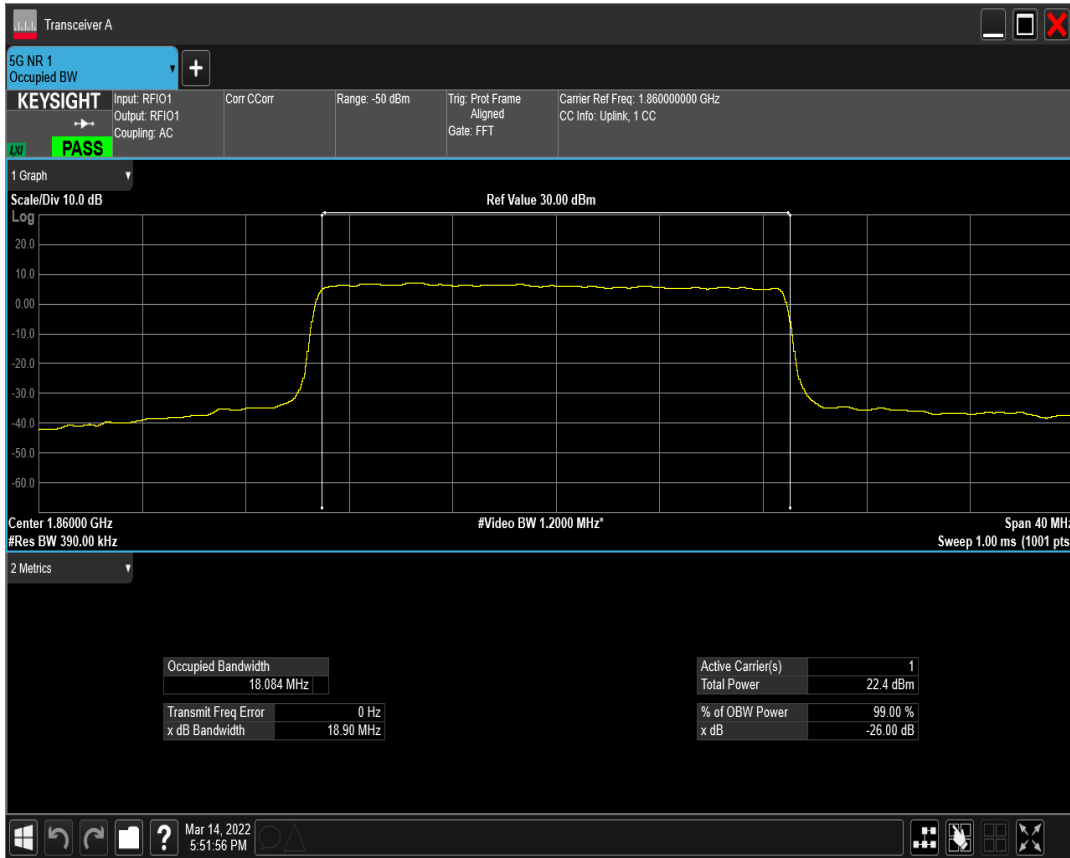 Transceiver A
5G NR 1
Occupied BW
KEYSIGHT
LXI
PASS
Input: RFIO1
Output: RFIO1
Coupling: AC
Corr CCorr
Range: -50 dBm
Trig: Prot Frame
Aligned
Gate: FFT
Carrier Ref Freq: 1.860000000 GHz
CC Info: Uplink, 1 CC
1 Graph
Scale/Div 10.0 dB
Ref Value 30.00 dBm
Log
20.0
10.0
0.00
-10.0
-20.0
-30.0
-40.0
-50.0
-60.0
Center 1.86000 GHz
#Video BW 1.2000 MHz*
Span 40 MHz
#Res BW 390.00 kHz
Sweep 1.00 ms (1001 pts
2 Metrics
Occupied Bandwidth
18.084 MHz
Transmit Freq Error 0 Hz
x dB Bandwidth 18.90 MHz
Active Carrier(s) 1
Total Power 22.4 dBm
% of OBW Power 99.00 %
x dB -26.00 dB
?
Mar 14, 2022
5:51:56 PM